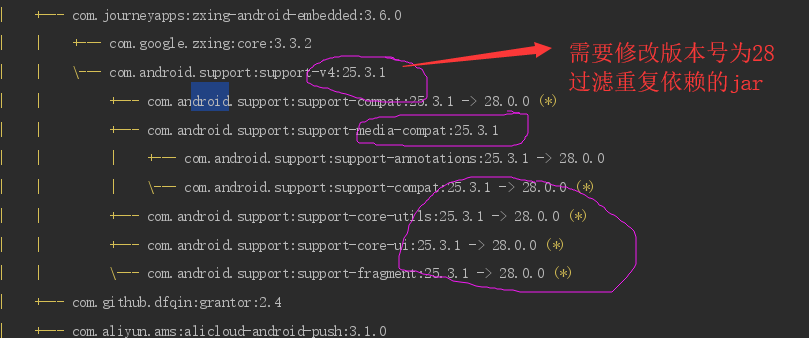 |    +--- com.journeyapps:zxing-android-embedded:3.6.0
|    |    +--- com.google.zxing:core:3.3.2
|    |    \--- com.android.support:support-v4:25.3.1
需要修改版本号为28
过滤重复依赖的jar
|    |         +--- com.android.support:support-compat:25.3.1 -> 28.0.0 (*)
|    |         +--- com.android.support:support-media-compat:25.3.1
|    |         |    +--- com.android.support:support-annotations:25.3.1 -> 28.0.0
|    |         |    \--- com.android.support:support-compat:25.3.1 -> 28.0.0 (*)
|    |         +--- com.android.support:support-core-utils:25.3.1 -> 28.0.0 (*)
|    |         +--- com.android.support:support-core-ui:25.3.1 -> 28.0.0 (*)
|    |         \--- com.android.support:support-fragment:25.3.1 -> 28.0.0 (*)
|    +--- com.github.dfqin:grantor:2.4
|    +--- com.aliyun.ams:alicloud-android-push:3.1.0